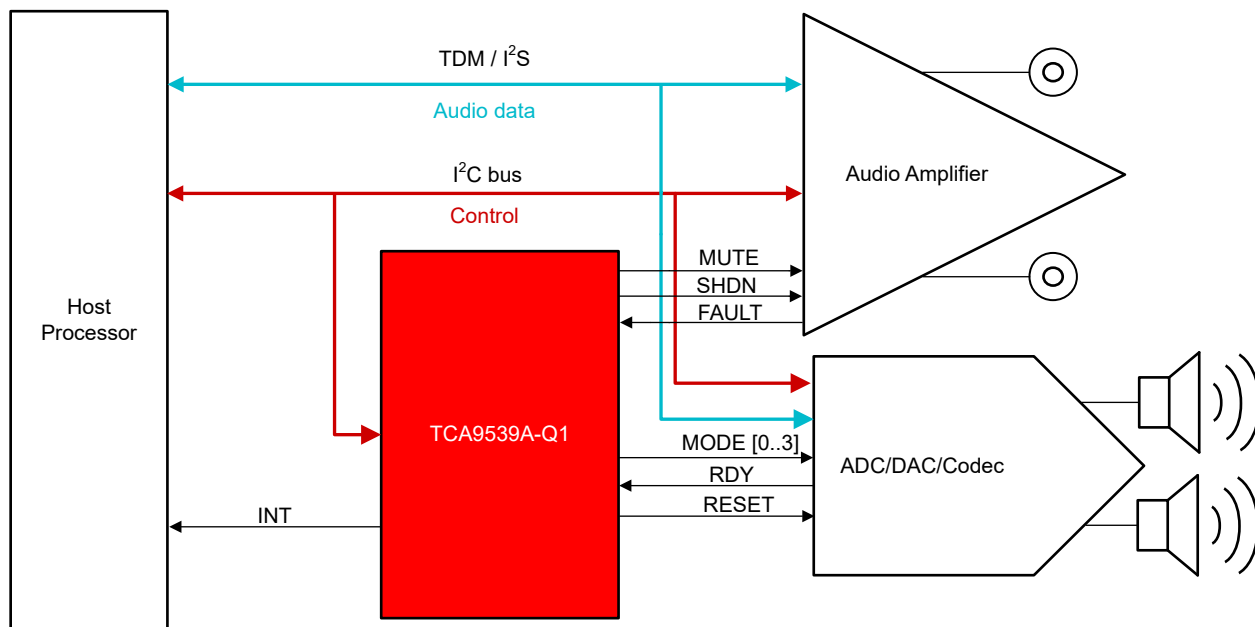 TDM / I²S
Audio data
I²C bus
Control
Audio Amplifier
MUTE
SHDN
FAULT
Host
Processor
TCA9539A-Q1
MODE [0..3]
RDY
RESET
ADC/DAC/Codec
INT